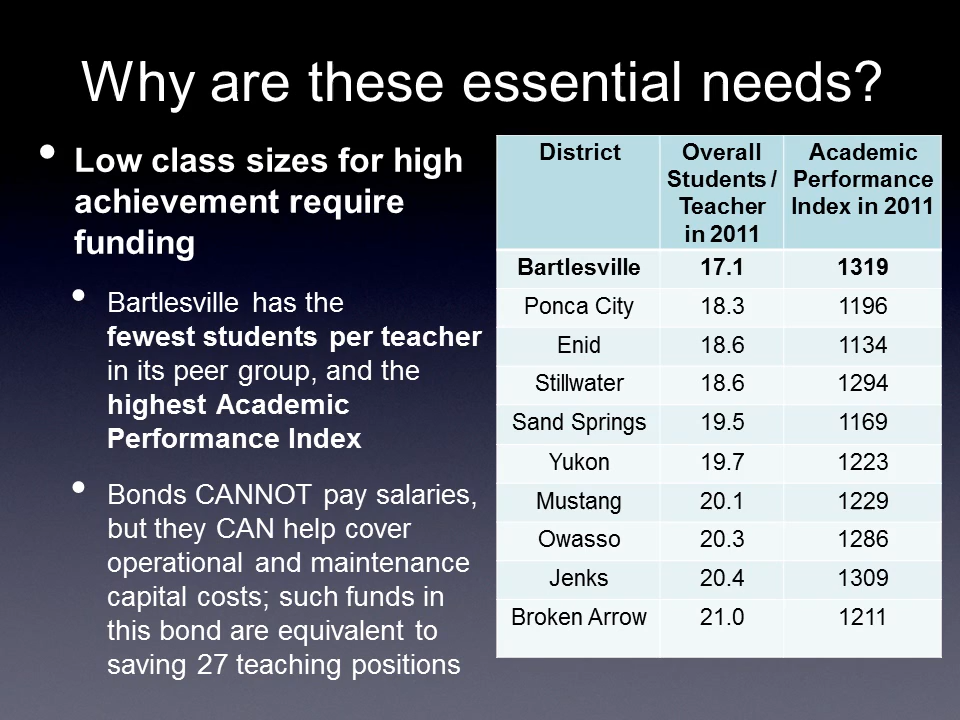 Why are these essential needs?
• Low class sizes for high
achievement require
funding
• Bartlesville has the
fewest students per teacher
in its peer group, and the
highest Academic
Performance Index
• Bonds CANNOT pay salaries,
but they CAN help cover
operational and maintenance
capital costs; such funds in
this bond are equivalent to
saving 27 teaching positions
District | Overall Students / Teacher in 2011 | Academic Performance Index in 2011
Bartlesville | 17.1 | 1319
Ponca City | 18.3 | 1196
Enid | 18.6 | 1134
Stillwater | 18.6 | 1294
Sand Springs | 19.5 | 1169
Yukon | 19.7 | 1223
Mustang | 20.1 | 1229
Owasso | 20.3 | 1286
Jenks | 20.4 | 1309
Broken Arrow | 21.0 | 1211